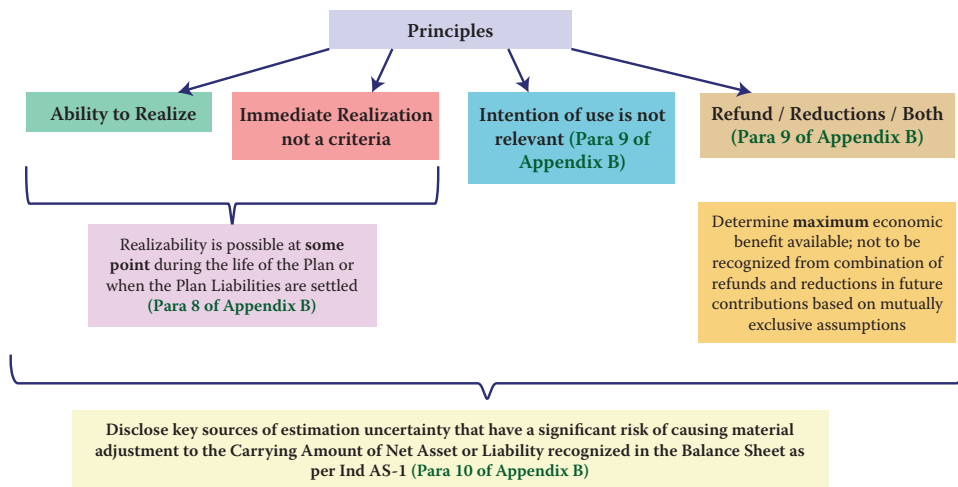 Principles
Ability to Realize
Immediate Realization
not a criteria
Intention of use is not
relevant (Para 9 of
Appendix B)
Refund / Reductions / Both
(Para 9 of Appendix B)
Realizability is possible at some
point during the life of the Plan or
when the Plan Liabilities are settled
(Para 8 of Appendix B)
Determine maximum economic
benefit available; not to be
recognized from combination of
refunds and reductions in future
contributions based on mutually
exclusive assumptions
Disclose key sources of estimation uncertainty that have a significant risk of causing material
adjustment to the Carrying Amount of Net Asset or Liability recognized in the Balance Sheet as
per Ind AS-1 (Para 10 of Appendix B)